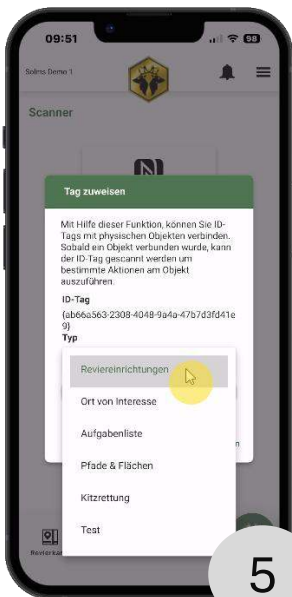 09:51
98
Solms Demo 1
Scanner
Tag zuweisen
Mit Hilfe dieser Funktion, können Sie ID-
Tags mit physischen Objekten verbinden.
Sobald ein Objekt verbunden wurde, kann
der ID-Tag gescannt werden um
bestimmte Aktionen am Objekt
auszuführen.
ID-Tag
{ab66a563-2308-4048-9a4a-47b7d3fd41e
9}
Typ
Reviereinrichtungen
Ort von Interesse
Aufgabenliste
Pfade & Flächen
Kitzrettung
Test
5